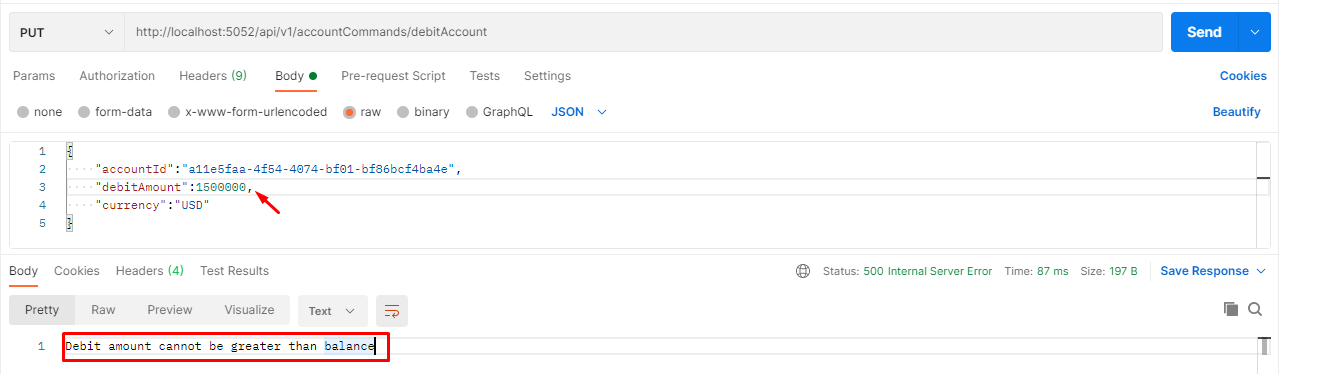 PUT http://localhost:5052/api/v1/accountCommands/debitAccount Send
Params Authorization Headers (9) Body Pre-request Script Tests Settings Cookies
none form-data x-www-form-urlencoded raw binary GraphQL JSON Beautify
1 {
2 ····"accountId":"a11e5faa-4f54-4074-bf01-bf86bcf4ba4e",
3 ····"debitAmount":1500000,
4 ····"currency":"USD"
5 }
Body Cookies Headers (4) Test Results Status: 500 Internal Server Error Time: 87 ms Size: 197 B Save Response
Pretty Raw Preview Visualize Text
1 Debit amount cannot be greater than balance